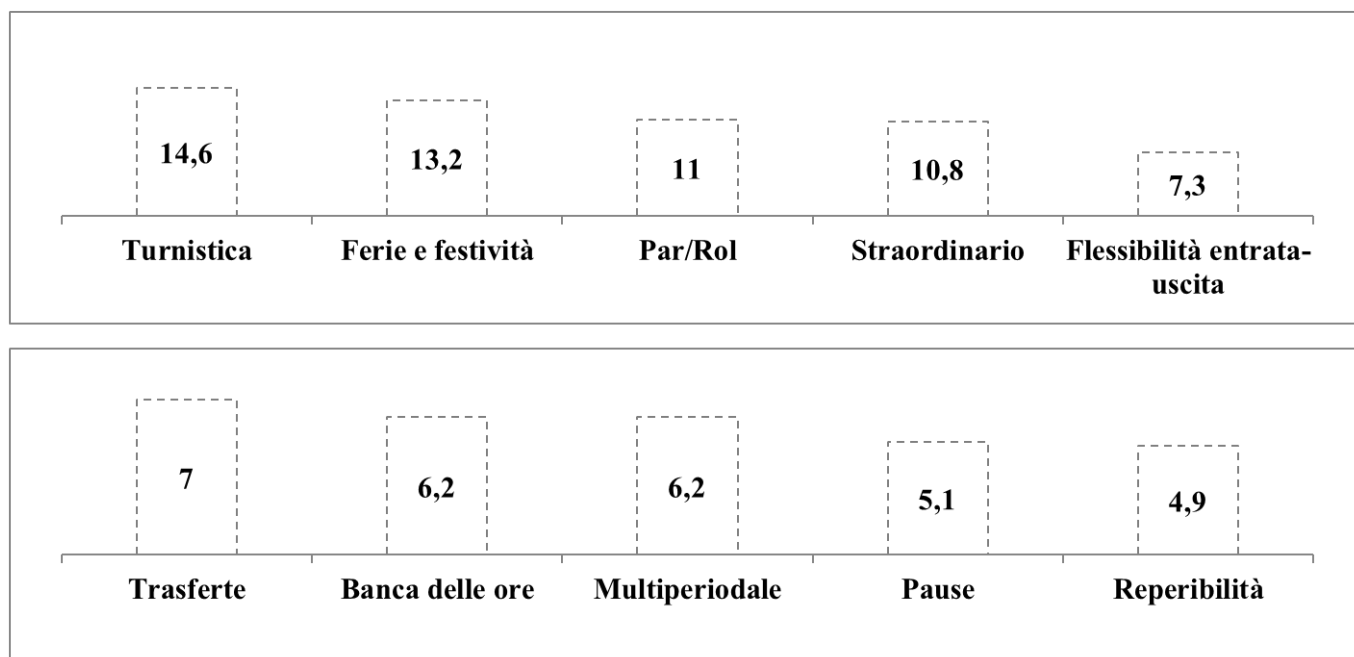 14,6
13,2
11
10,8
7,3
Turnistica
Ferie e festività
Par/Rol
Straordinario
Flessibilità entrata-
uscita
7
6,2
6,2
5,1
4,9
Trasferte
Banca delle ore
Multiperiodale
Pause
Reperibilità